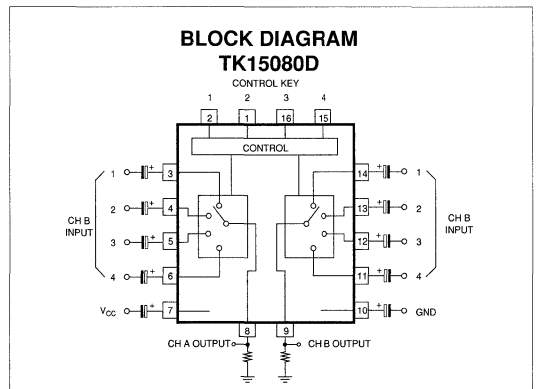 BLOCK DIAGRAM
TK15080D
CONTROL KEY
1 2 3 4
2 1 16 15
CONTROL
1 + 3 14 + 1
2 + 4 13 + 2
CH B
INPUT
CH B
INPUT
3 + 5 12 + 3
4 + 6 11 + 4
VCC + 7 10 + GND
8 9
CH A OUTPUT CH B OUTPUT